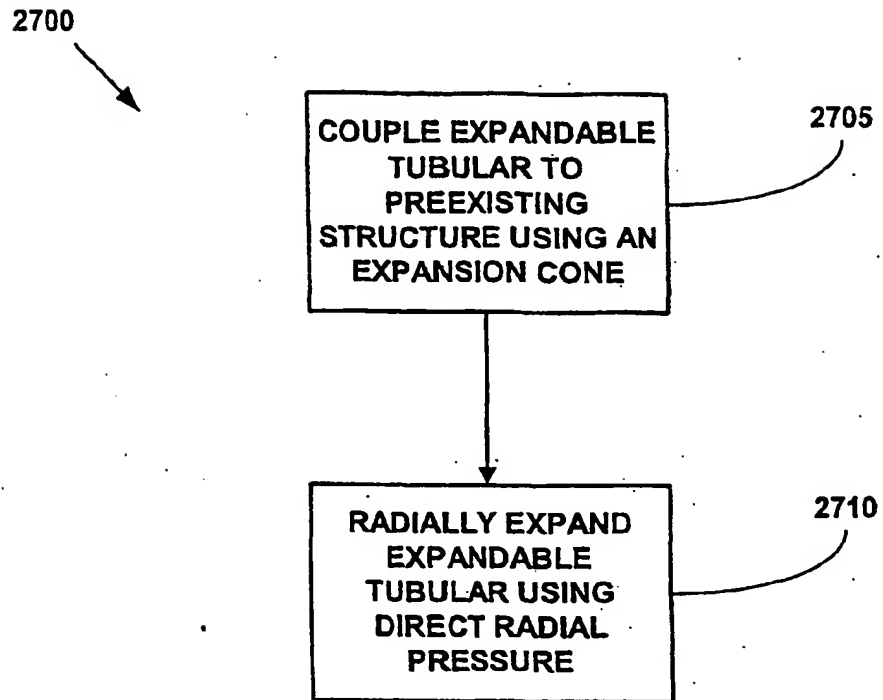 2700
COUPLE EXPANDABLE
TUBULAR TO
PREEXISTING
STRUCTURE USING AN
EXPANSION CONE
2705
RADIALLY EXPAND
EXPANDABLE
TUBULAR USING
DIRECT RADIAL
PRESSURE
2710